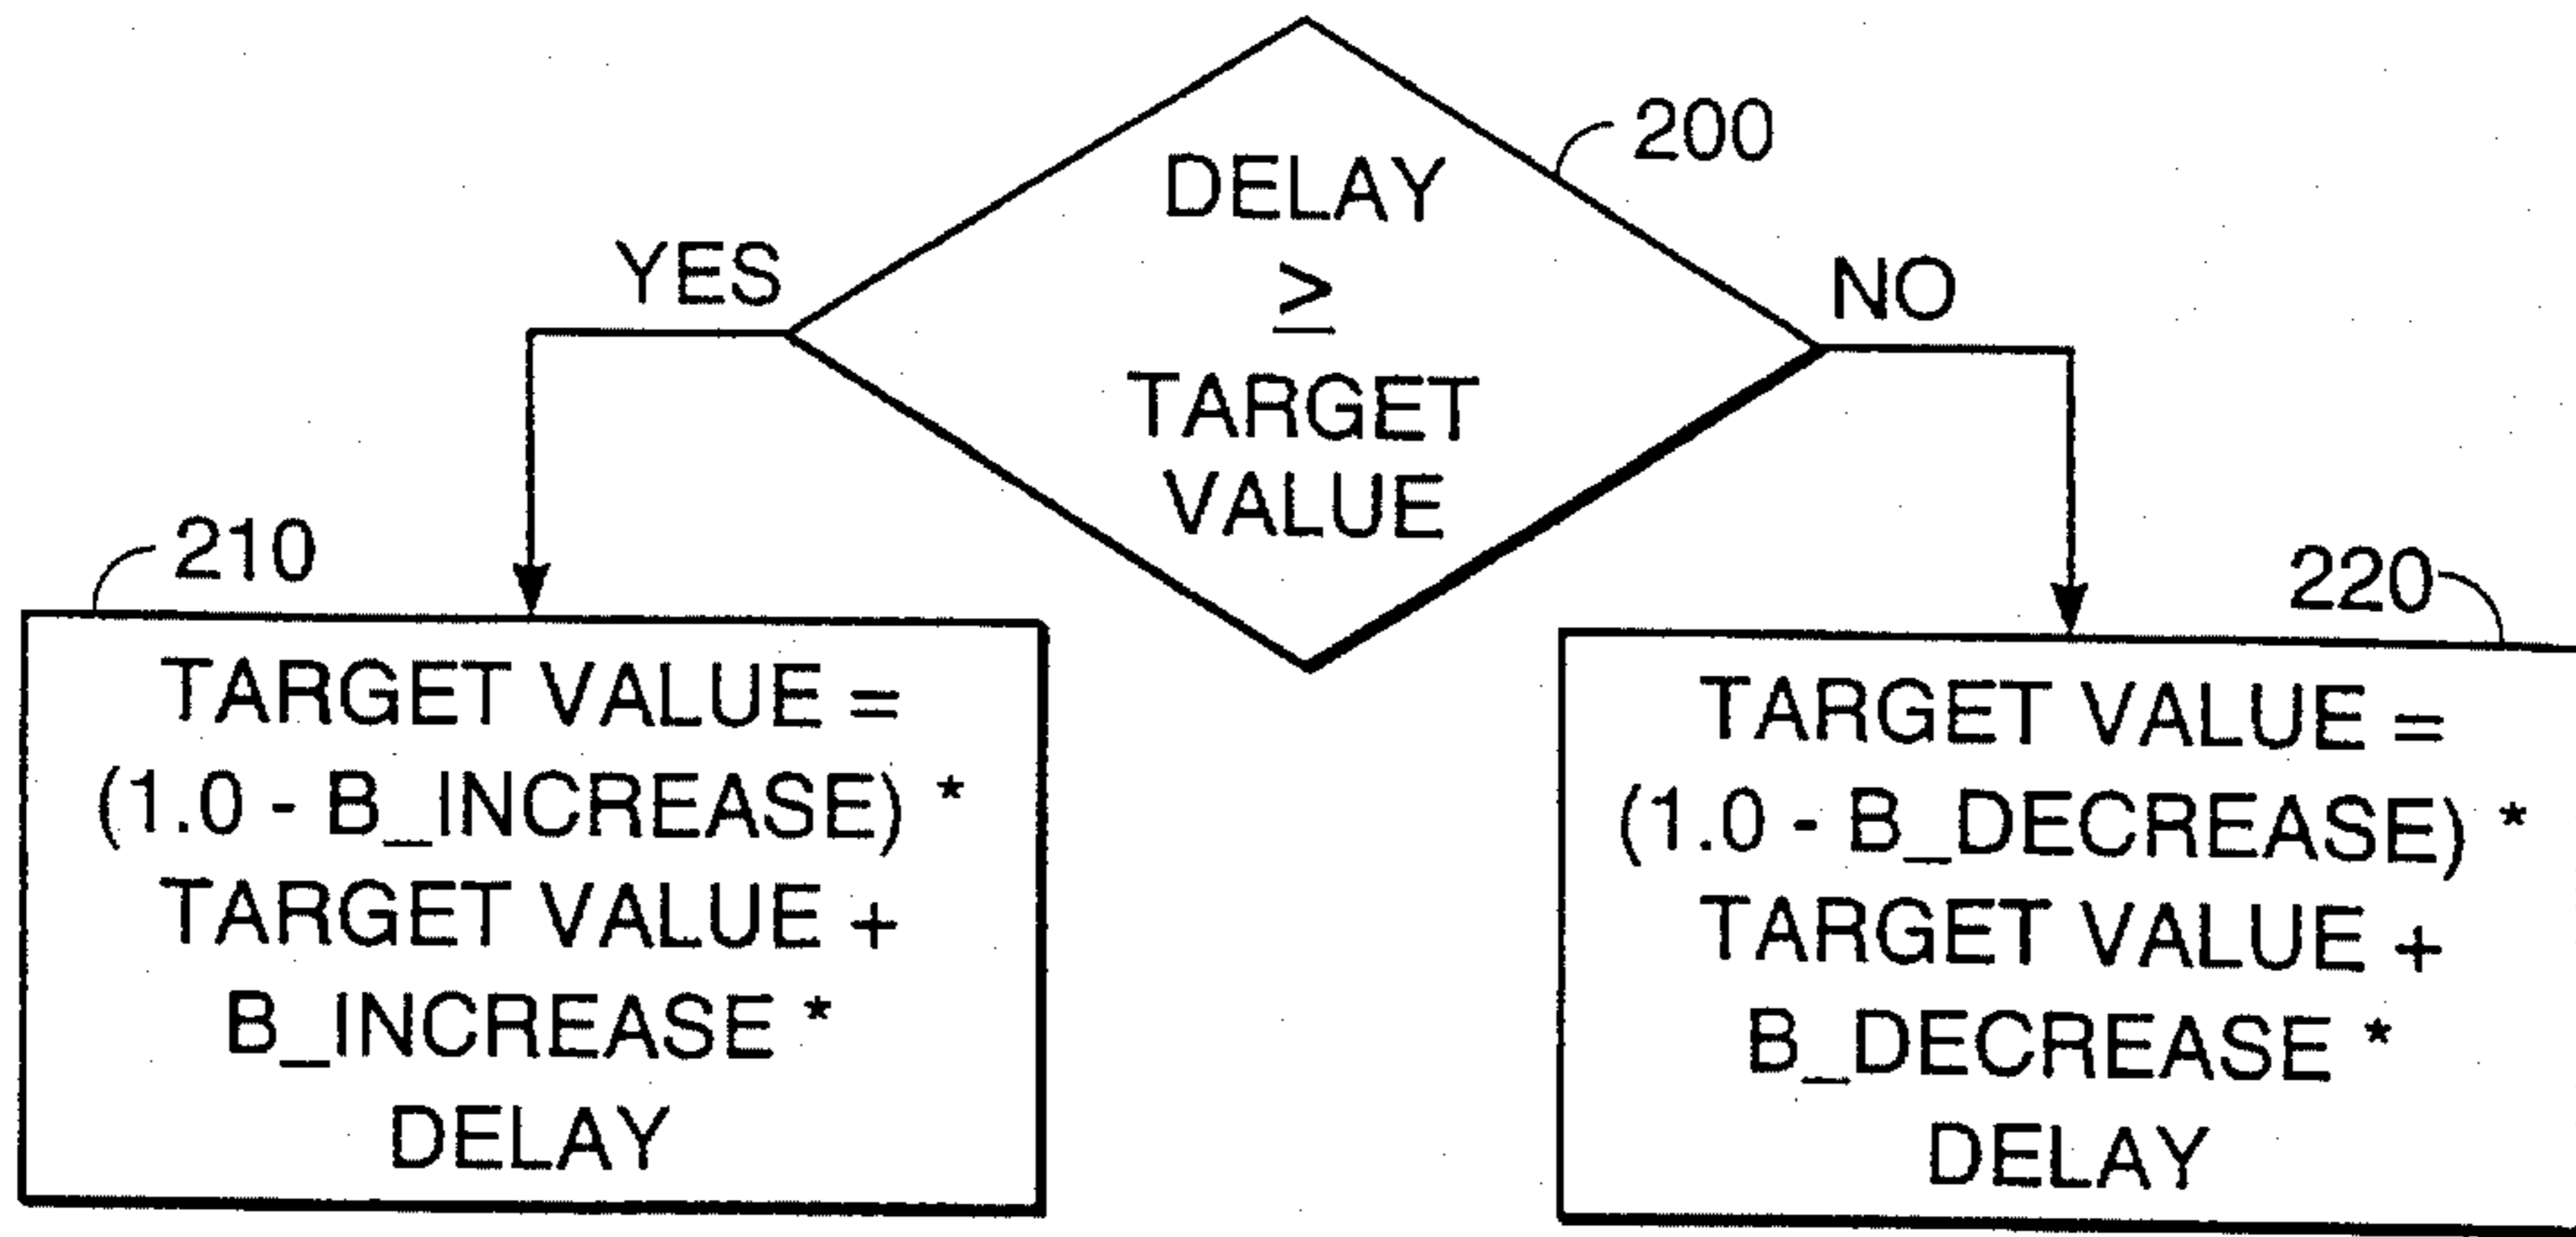 200
DELAY
≥
TARGET
VALUE
YES
NO
210
TARGET VALUE =
(1.0 - B_INCREASE) *
TARGET VALUE +
B_INCREASE *
DELAY
220
TARGET VALUE =
(1.0 - B_DECREASE) *
TARGET VALUE +
B_DECREASE *
DELAY